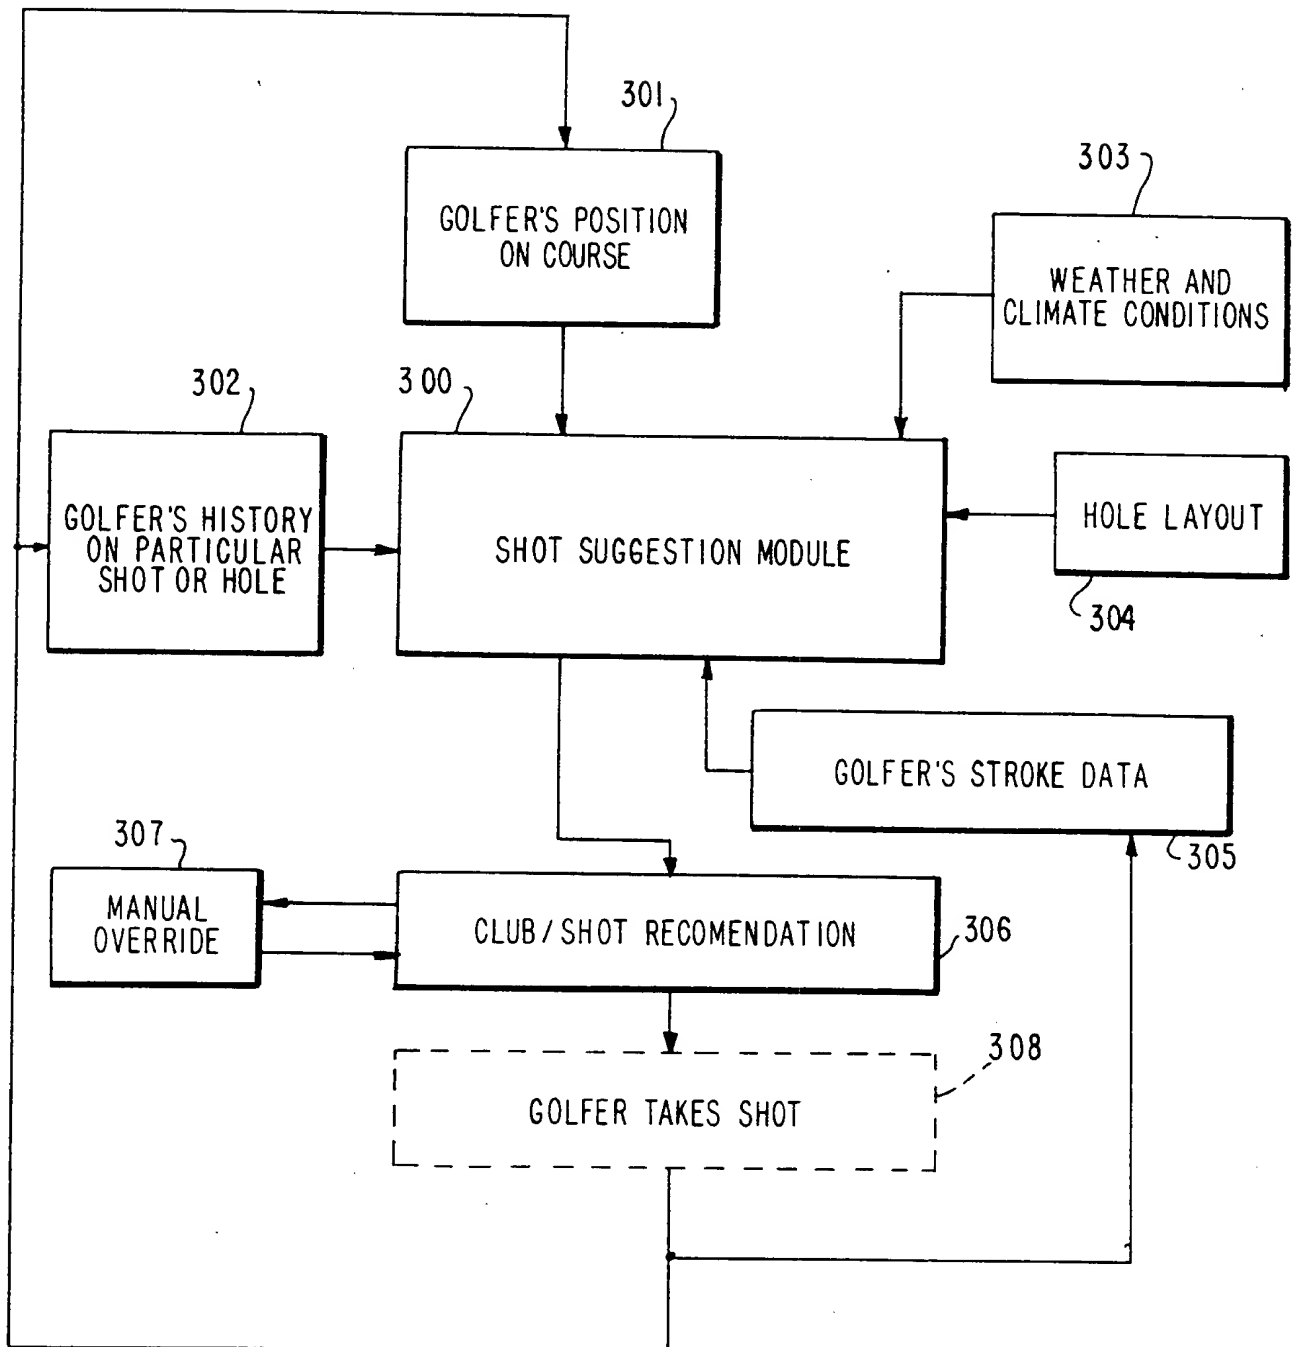 301
GOLFER'S POSITION
ON COURSE
303
WEATHER AND
CLIMATE CONDITIONS
302
GOLFER'S HISTORY
ON PARTICULAR
SHOT OR HOLE
300
SHOT SUGGESTION MODULE
HOLE LAYOUT
304
GOLFER'S STROKE DATA
305
307
MANUAL
OVERRIDE
CLUB/SHOT RECOMENDATION
306
308
GOLFER TAKES SHOT